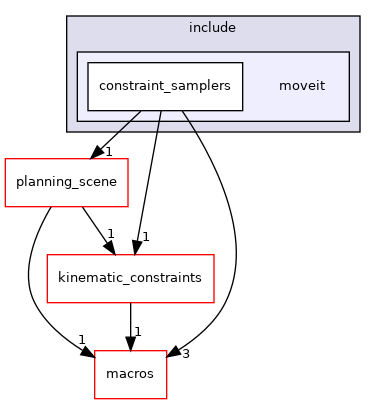 include
constraint_samplers
moveit
1
planning_scene
1
1
kinematic_constraints
1
1
3
macros